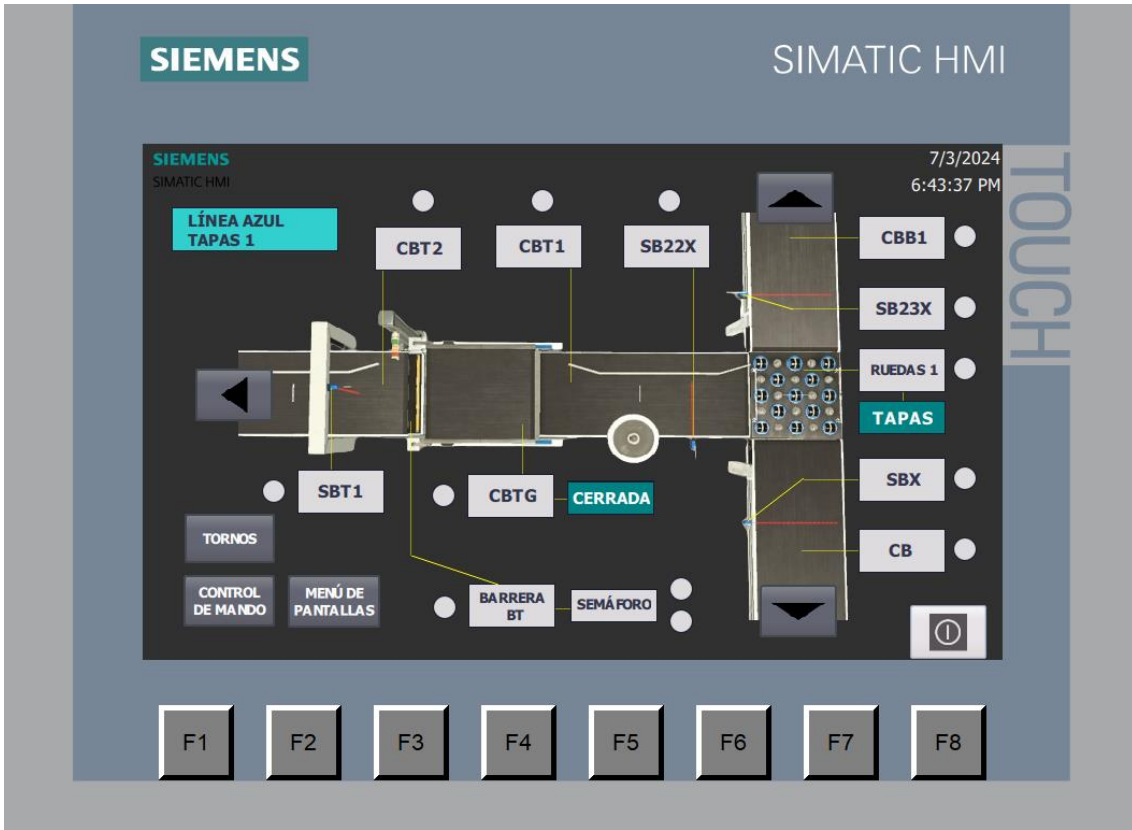 SIEMENS
SIMATIC HMI
TOUCH
SIEMENS
SIMATIC HMI
7/3/2024
6:43:37 PM
LÍNEA AZUL
TAPAS 1
CBT2
CBT1
SB22X
CBB1
SB23X
RUEDAS 1
TAPAS
SBT1
CBTG
CERRADA
SBX
CB
TORNOS
CONTROL
DE MANDO
MENÚ DE
PANTALLAS
BARRERA
BT
SEMÁFORO
F1
F2
F3
F4
F5
F6
F7
F8